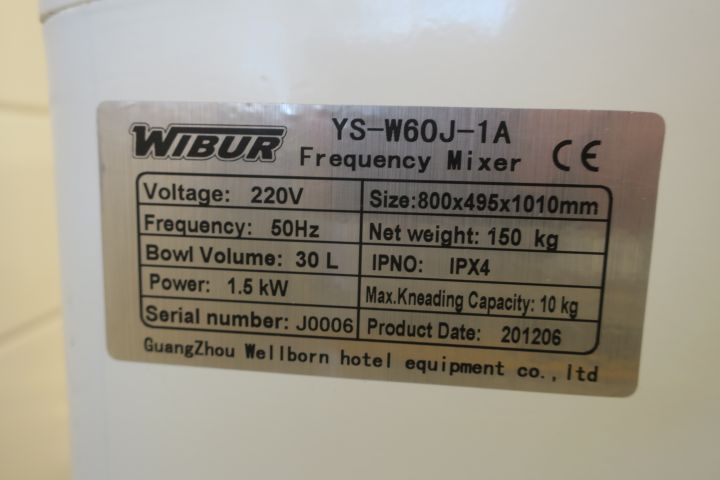 WIBUR
YS-W60J-1A
Frequency Mixer
CE
Voltage: 220V
Size:800x495x1010mm
Frequency: 50Hz
Net weight: 150 kg
Bowl Volume: 30 L
IPNO: IPX4
Power: 1.5 kW
Max.Kneading Capacity: 10 kg
Serial number: J0006
Product Date: 201206
GuangZhou Wellborn hotel equipment co.,ltd